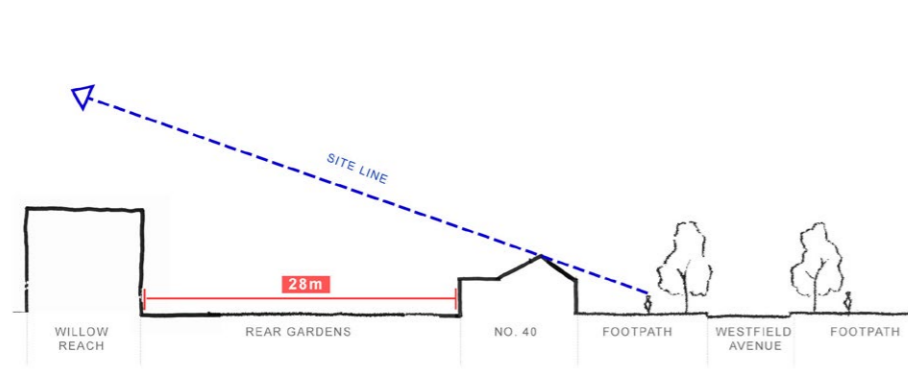 SITE LINE
28m
WILLOW
REACH
REAR GARDENS
NO. 40
FOOTPATH
WESTFIELD
AVENUE
FOOTPATH